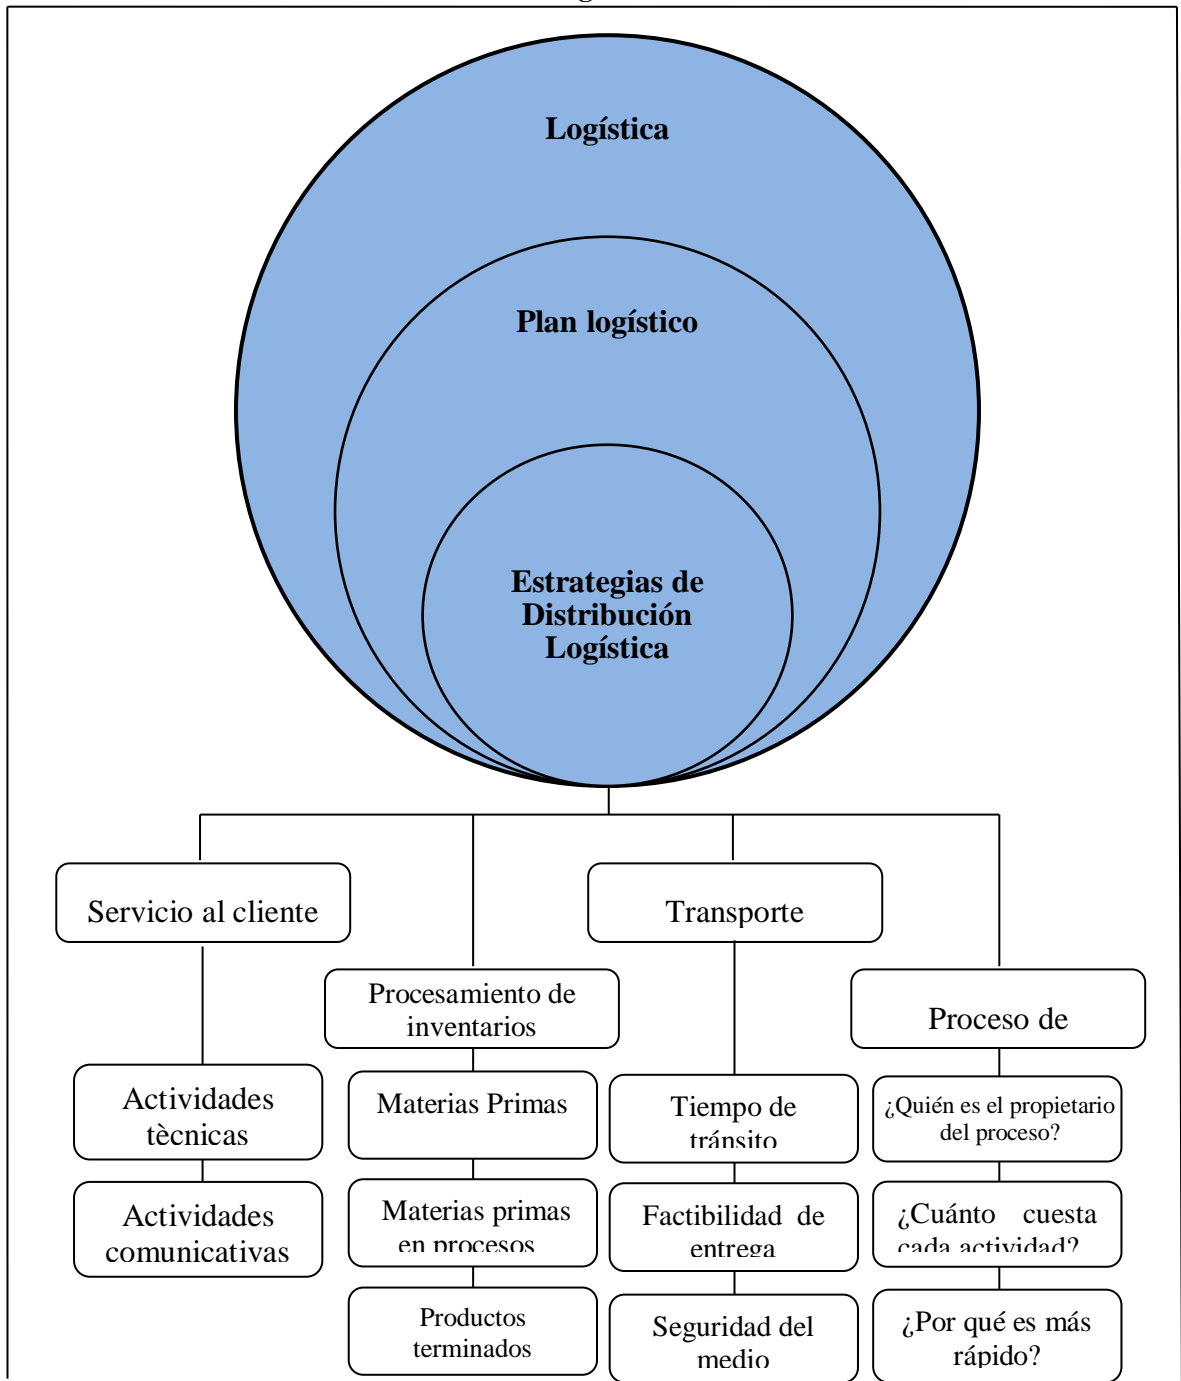 Logística
Plan logístico
Estrategias de
Distribución
Logística
Servicio al cliente
Transporte
Procesamiento de
inventarios
Proceso de
Actividades
tècnicas
Materias Primas
Tiempo de
tránsito
¿Quién es el propietario
del proceso?
Actividades
comunicativas
Materias primas
en procesos
Factibilidad de
entrega
¿Cuánto cuesta
cada actividad?
Productos
terminados
Seguridad del
medio
¿Por qué es más
rápido?